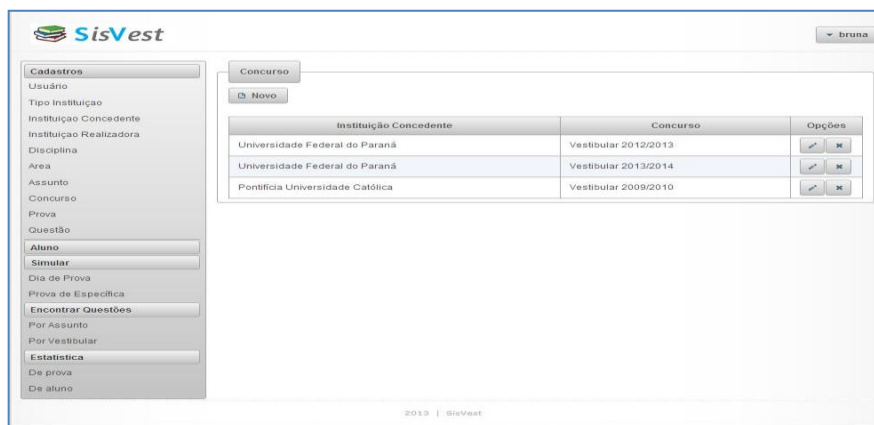 SisVest
bruna
Cadastros
Usuário
Tipo Instituiçao
Instituiçao Concedente
Instituiçao Realizadora
Disciplina
Area
Assunto
Concurso
Prova
Questão
Aluno
Simular
Dia de Prova
Prova de Específica
Encontrar Questões
Por Assunto
Por Vestibular
Estatistica
De prova
De aluno
Concurso
Novo
Instituição Concedente Concurso Opções
Universidade Federal do Paraná Vestibular 2012/2013
Universidade Federal do Paraná Vestibular 2013/2014
Pontifícia Universidade Católica Vestibular 2009/2010
2013 | SisVest